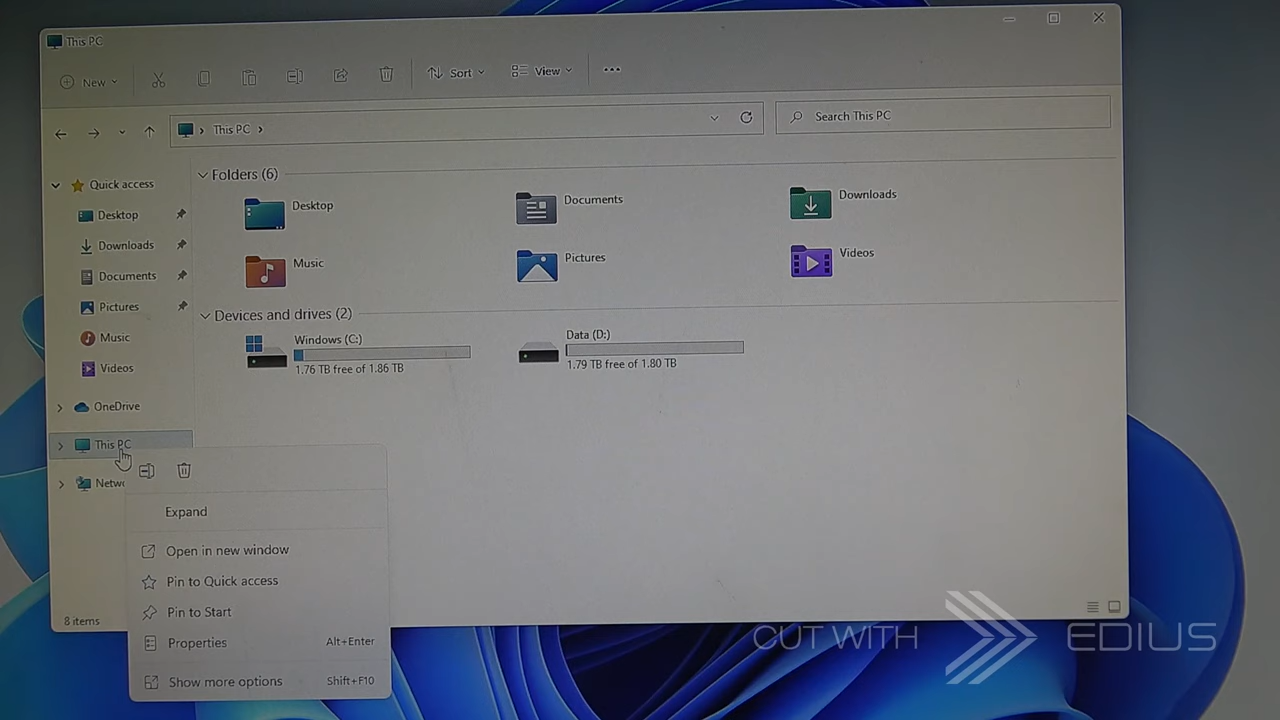 This PC
New
Sort
View
This PC
Search This PC
Quick access
Desktop
Downloads
Documents
Pictures
Music
Videos
OneDrive
This PC
Netwo
Folders (6)
Desktop
Documents
Downloads
Music
Pictures
Videos
Devices and drives (2)
Windows (C:)
1.76 TB free of 1.86 TB
Data (D:)
1.79 TB free of 1.80 TB
Expand
Open in new window
Pin to Quick access
Pin to Start
Properties Alt+Enter
Show more options Shift+F10
8 items
CUT WITH EDIUS